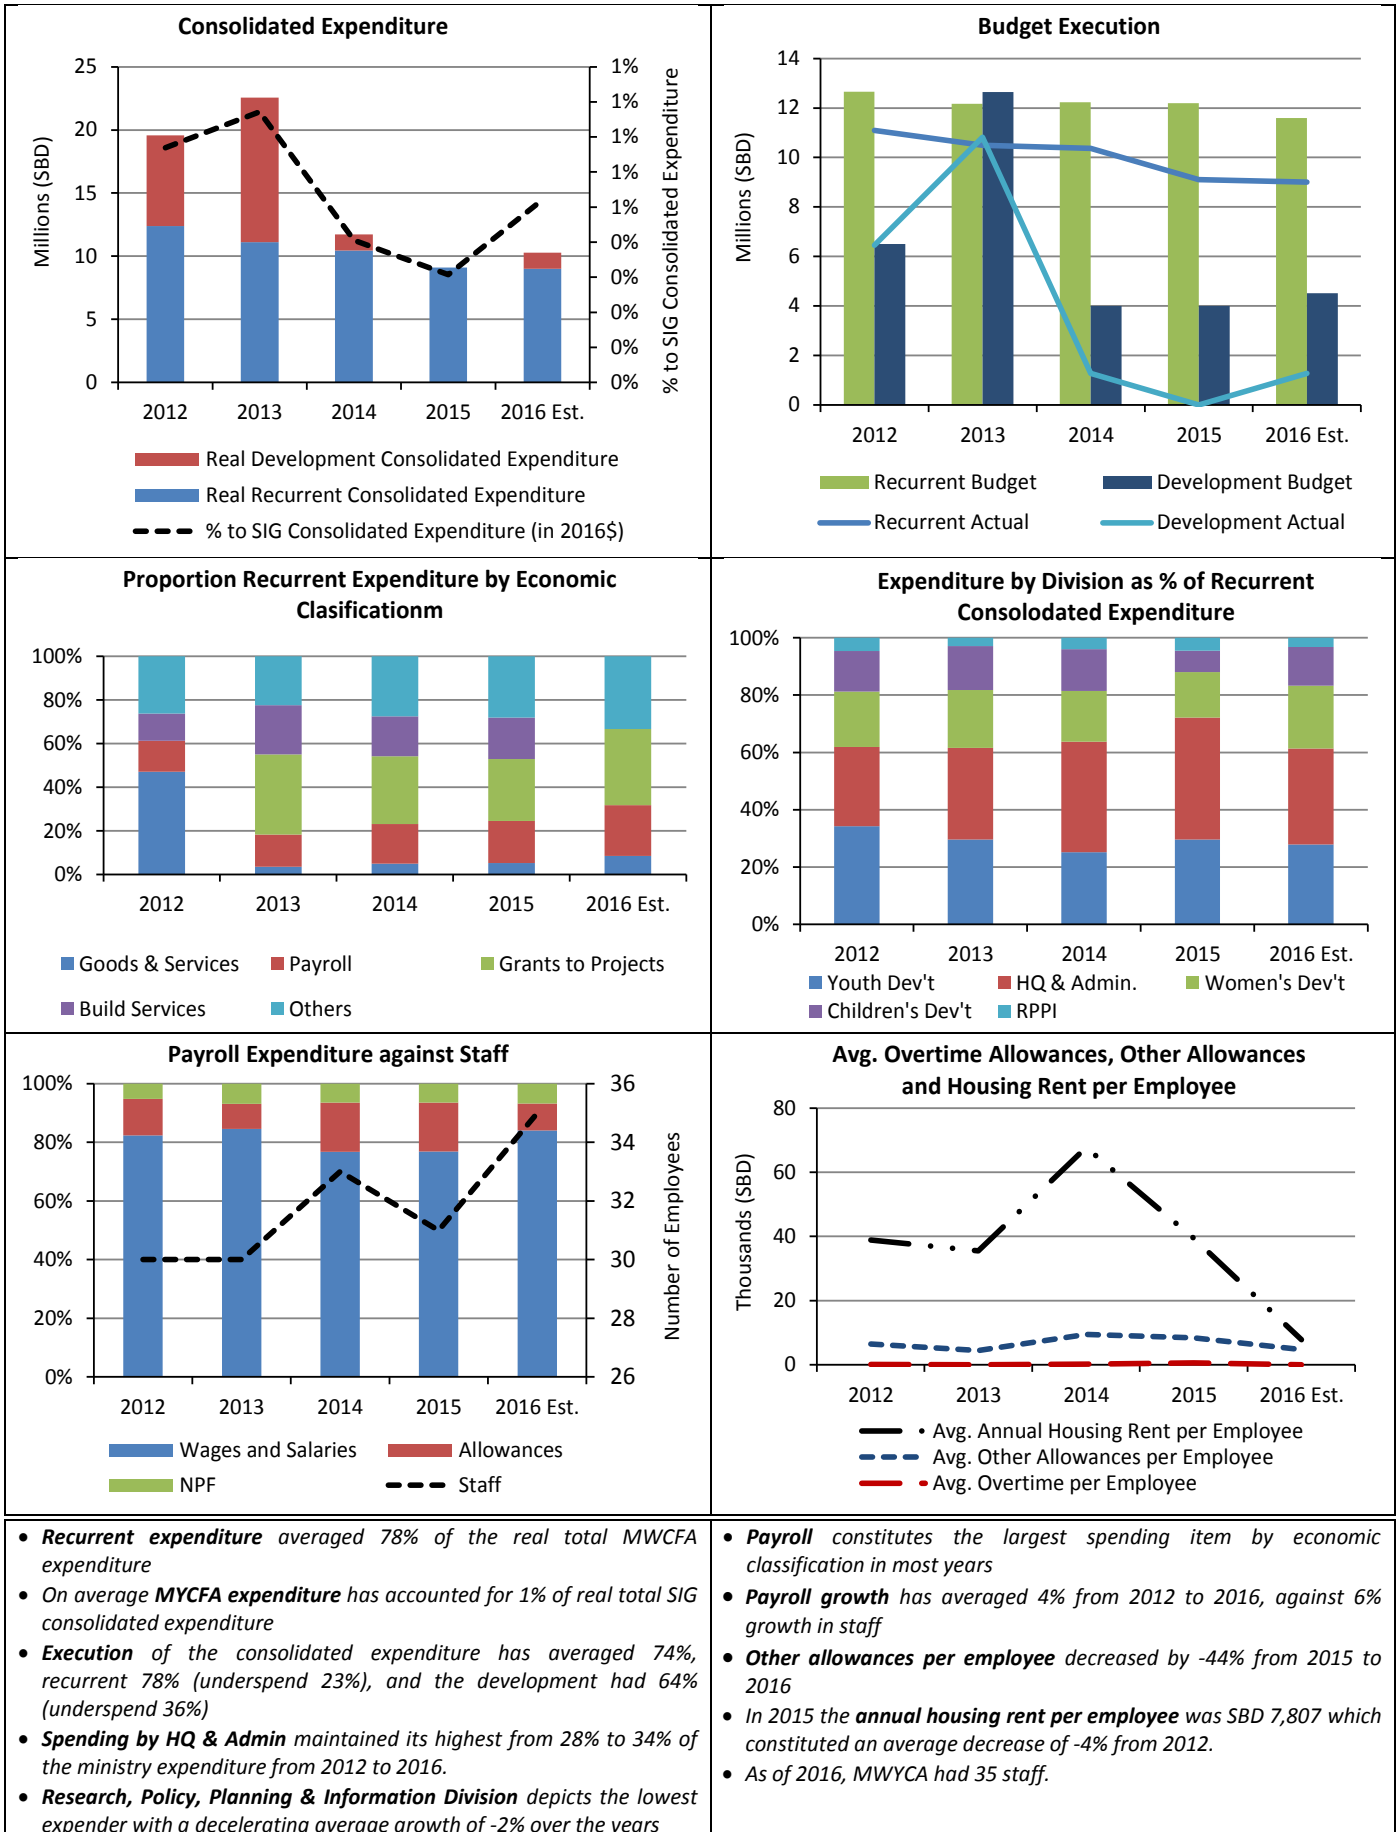 Consolidated Expenditure
Millions (SBD)
25
20
15
10
5
0
1%
1%
1%
1%
1%
0%
0%
0%
0%
0%
% to SIG Consolidated Expenditure
2012 2013 2014 2015 2016 Est.
Real Development Consolidated Expenditure
Real Recurrent Consolidated Expenditure
% to SIG Consolidated Expenditure (in 2016$)
Budget Execution
Millions (SBD)
14
12
10
8
6
4
2
0
2012 2013 2014 2015 2016 Est.
Recurrent Budget Development Budget
Recurrent Actual Development Actual
Proportion Recurrent Expenditure by Economic
Clasificationm
100%
80%
60%
40%
20%
0%
2012 2013 2014 2015 2016 Est.
Goods & Services Payroll Grants to Projects
Build Services Others
Expenditure by Division as % of Recurrent
Consolodated Expenditure
100%
80%
60%
40%
20%
0%
2012 2013 2014 2015 2016 Est.
Youth Dev't HQ & Admin. Women's Dev't
Children's Dev't RPPI
Payroll Expenditure against Staff
100%
80%
60%
40%
20%
0%
36
34
32
30
28
26
Number of Employees
2012 2013 2014 2015 2016 Est.
Wages and Salaries Allowances
NPF Staff
Avg. Overtime Allowances, Other Allowances
and Housing Rent per Employee
Thousands (SBD)
80
60
40
20
0
2012 2013 2014 2015 2016 Est.
Avg. Annual Housing Rent per Employee
Avg. Other Allowances per Employee
Avg. Overtime per Employee
• Recurrent expenditure averaged 78% of the real total MWCFA
expenditure
• On average MYCFA expenditure has accounted for 1% of real total SIG
consolidated expenditure
• Execution of the consolidated expenditure has averaged 74%,
recurrent 78% (underspend 23%), and the development had 64%
(underspend 36%)
• Spending by HQ & Admin maintained its highest from 28% to 34% of
the ministry expenditure from 2012 to 2016.
• Research, Policy, Planning & Information Division depicts the lowest
expender with a decelerating average growth of -2% over the years
• Payroll constitutes the largest spending item by economic
classification in most years
• Payroll growth has averaged 4% from 2012 to 2016, against 6%
growth in staff
• Other allowances per employee decreased by -44% from 2015 to
2016
• In 2015 the annual housing rent per employee was SBD 7,807 which
constituted an average decrease of -4% from 2012.
• As of 2016, MWYCA had 35 staff.